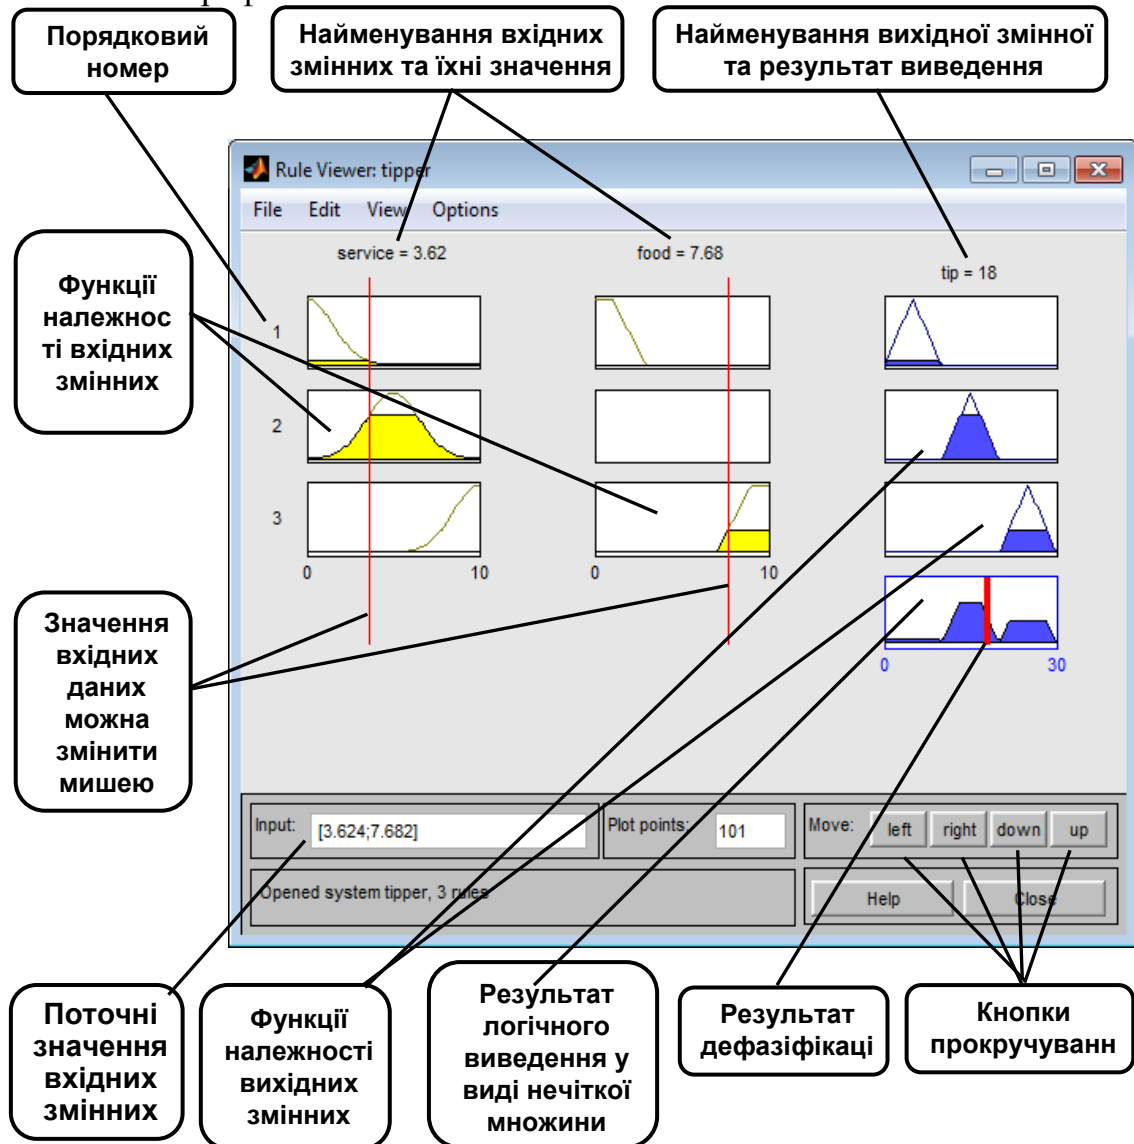 Порядковий
номер
Найменування вхідних
змінних та їхні значення
Найменування вихідної змінної
та результат виведення
Rule Viewer: tipper
File Edit View Options
service = 3.62
food = 7.68
tip = 18
Функції
належнос
ті вхідних
змінних
1
2
3
0 10
0 10
0 30
Значення
вхідних
даних
можна
змінити
мишею
Input: [3.624;7.682]
Plot points: 101
Move: left right down up
Opened system tipper, 3 rules
Help Close
Поточні
значення
вхідних
змінних
Функції
належності
вихідних
змінних
Результат
логічного
виведення у
виді нечіткої
множини
Результат
дефазіфікаці
Кнопки
прокручуванн